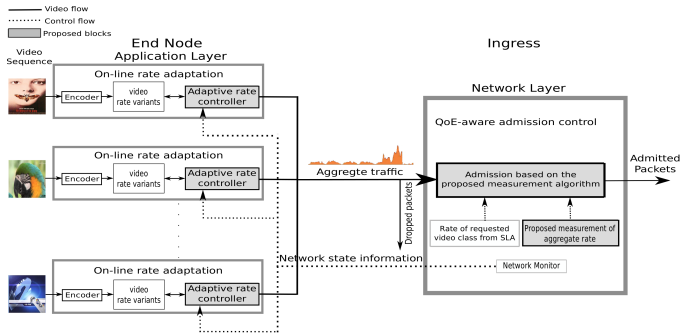 Video flow
Control flow
Proposed blocks
End Node
Application Layer
Ingress
Network Layer
Video
Sequence
On-line rate adaptation
Encoder
video
rate variants
Adaptive rate
controller
On-line rate adaptation
Encoder
video
rate variants
Adaptive rate
controller
On-line rate adaptation
Encoder
video
rate variants
Adaptive rate
controller
Aggregte traffic
Dropped packets
Network state information
QoE-aware admission control
Admission based on the
proposed measurement algorithm
Rate of requested
video class from SLA
Proposed measurement of
aggregate rate
Network Monitor
Admitted
Packets